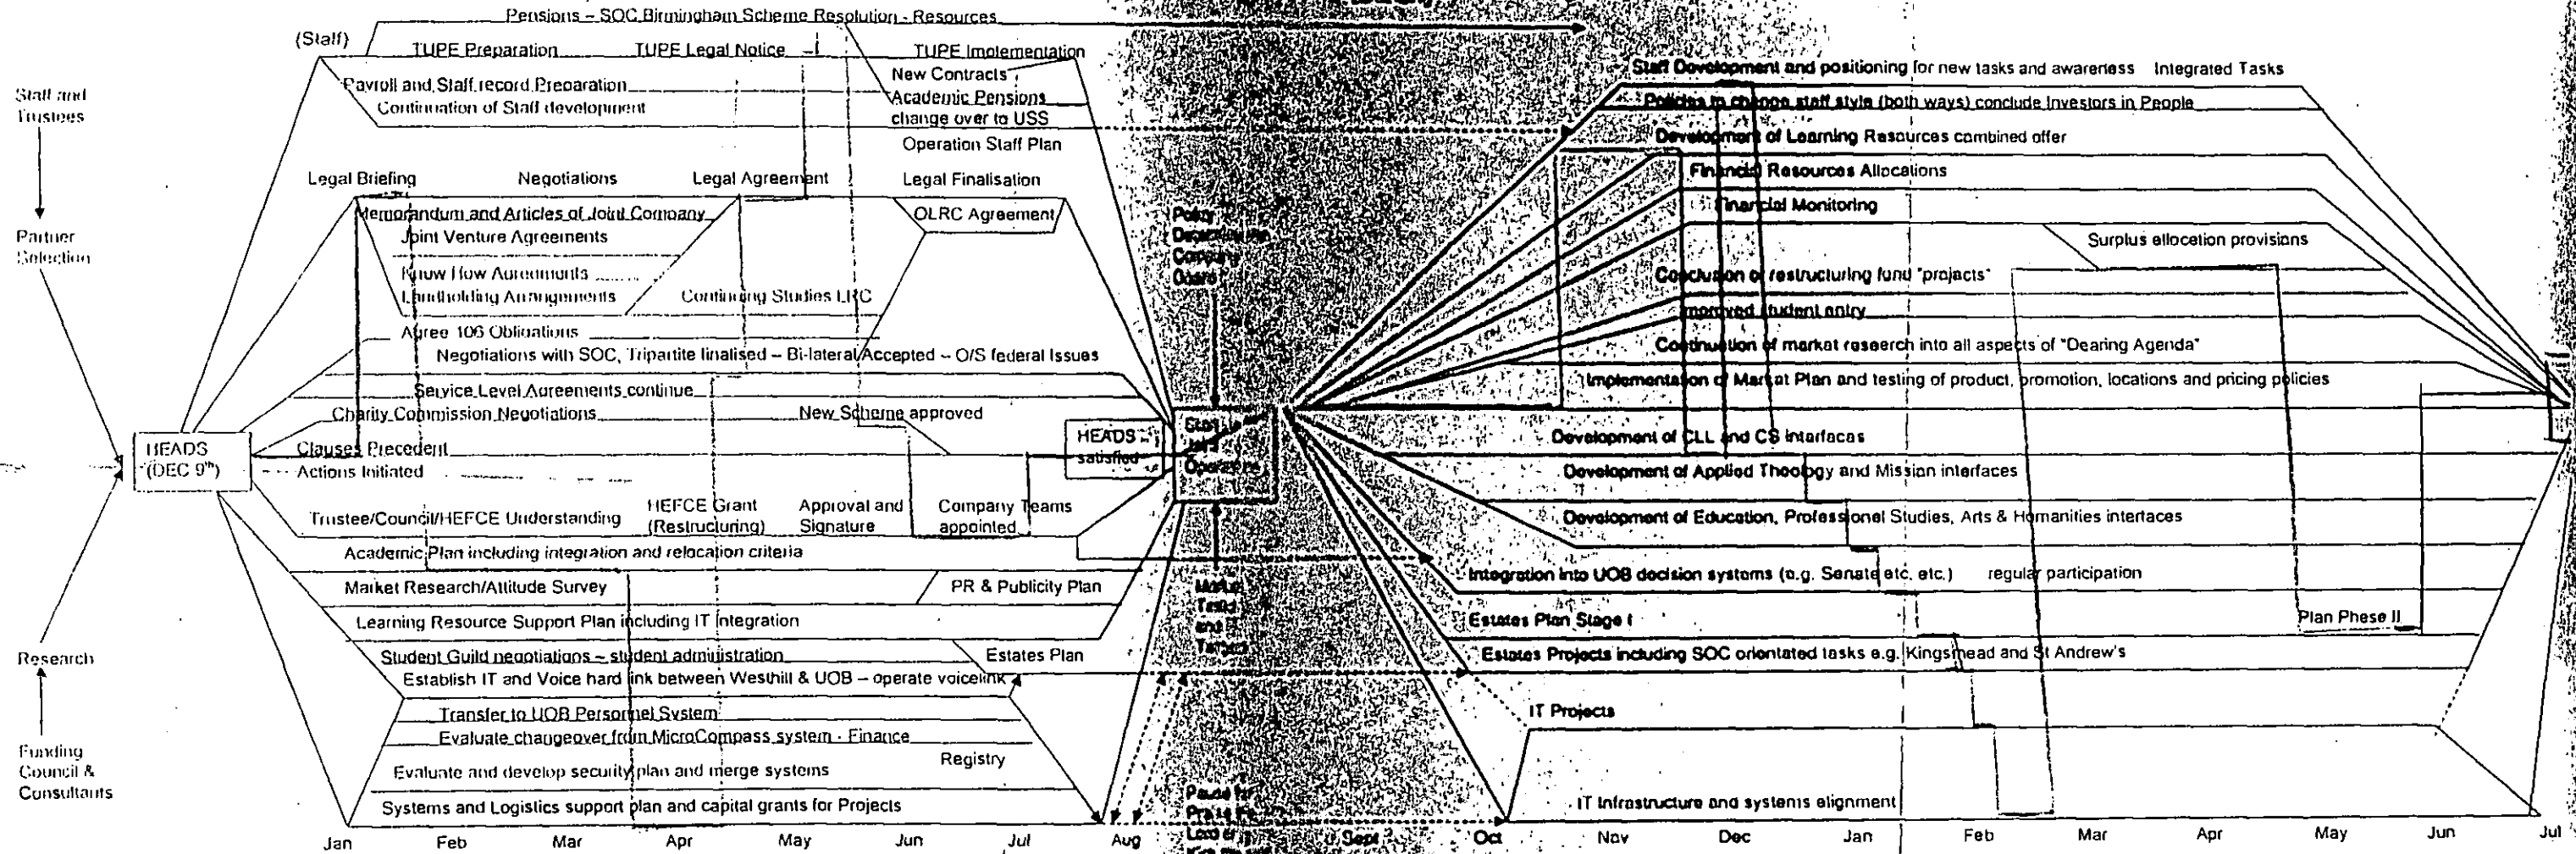 Pensions – SOC Birmingham Scheme Resolution - Resources
(Staff)
TUPE Preparation
TUPE Legal Notice
TUPE Implementation
Payroll and Staff record Preparation
Continuation of Staff development
New Contracts
Academic Pensions
change over to USS
Operation Staff Plan
Staff and
Trustees
Partner
Selection
Research
Funding
Council &
Consultants
HEADS
(DEC 9th)
Legal Briefing
Negotiations
Legal Agreement
Legal Finalisation
Memorandum and Articles of Joint Company
Joint Venture Agreements
Know How Agreements
Landholding Arrangements
Continuing Studies LRC
OLRC Agreement
Agree 106 Obligations
Negotiations with SOC, Tripartite finalised – Bi-lateral Accepted – O/S federal Issues
Service Level Agreements continue
Charity Commission Negotiations
New Scheme approved
Clauses Precedent
Actions Initiated
HEADS
satisfied
Trustee/Council/HEFCE Understanding
HEFCE Grant
(Restructuring)
Approval and
Signature
Company Teams
appointed
Academic Plan including integration and relocation criteria
Market Research/Attitude Survey
PR & Publicity Plan
Learning Resource Support Plan including IT integration
Student Guild negotiations – student administration
Estates Plan
Establish IT and Voice hard link between Westhill & UOB – operate voicelink
Transfer to UOB Personnel System
Evaluate changeover from MicroCompass system - Finance
Registry
Evaluate and develop security plan and merge systems
Systems and Logistics support plan and capital grants for Projects
Policy
Company
Board
Joint
Operation
and
Pause for
Staff Development and positioning for new tasks and awareness
Integrated Tasks
Policies to change staff style (both ways) conclude Investors in People
Development of Learning Resources combined offer
Financial Resources Allocations
Financial Monitoring
Surplus allocation provisions
Conclusion of restructuring fund "projects"
Improved student entry
Continuation of market research into all aspects of "Dearing Agenda"
Implementation of Market Plan and testing of product, promotion, locations and pricing policies
Development of CLL and CS interfaces
Development of Applied Theology and Mission interfaces
Development of Education, Professional Studies, Arts & Humanities interfaces
Integration into UOB decision systems (e.g. Senate etc. etc.)
regular participation
Estates Plan Stage I
Plan Phase II
Estates Projects including SOC orientated tasks e.g. Kingsmead and St Andrew's
IT Projects
IT Infrastructure and systems alignment
Jan Feb Mar Apr May Jun Jul Aug Sept Oct Nov Dec Jan Feb Mar Apr May Jun Jul